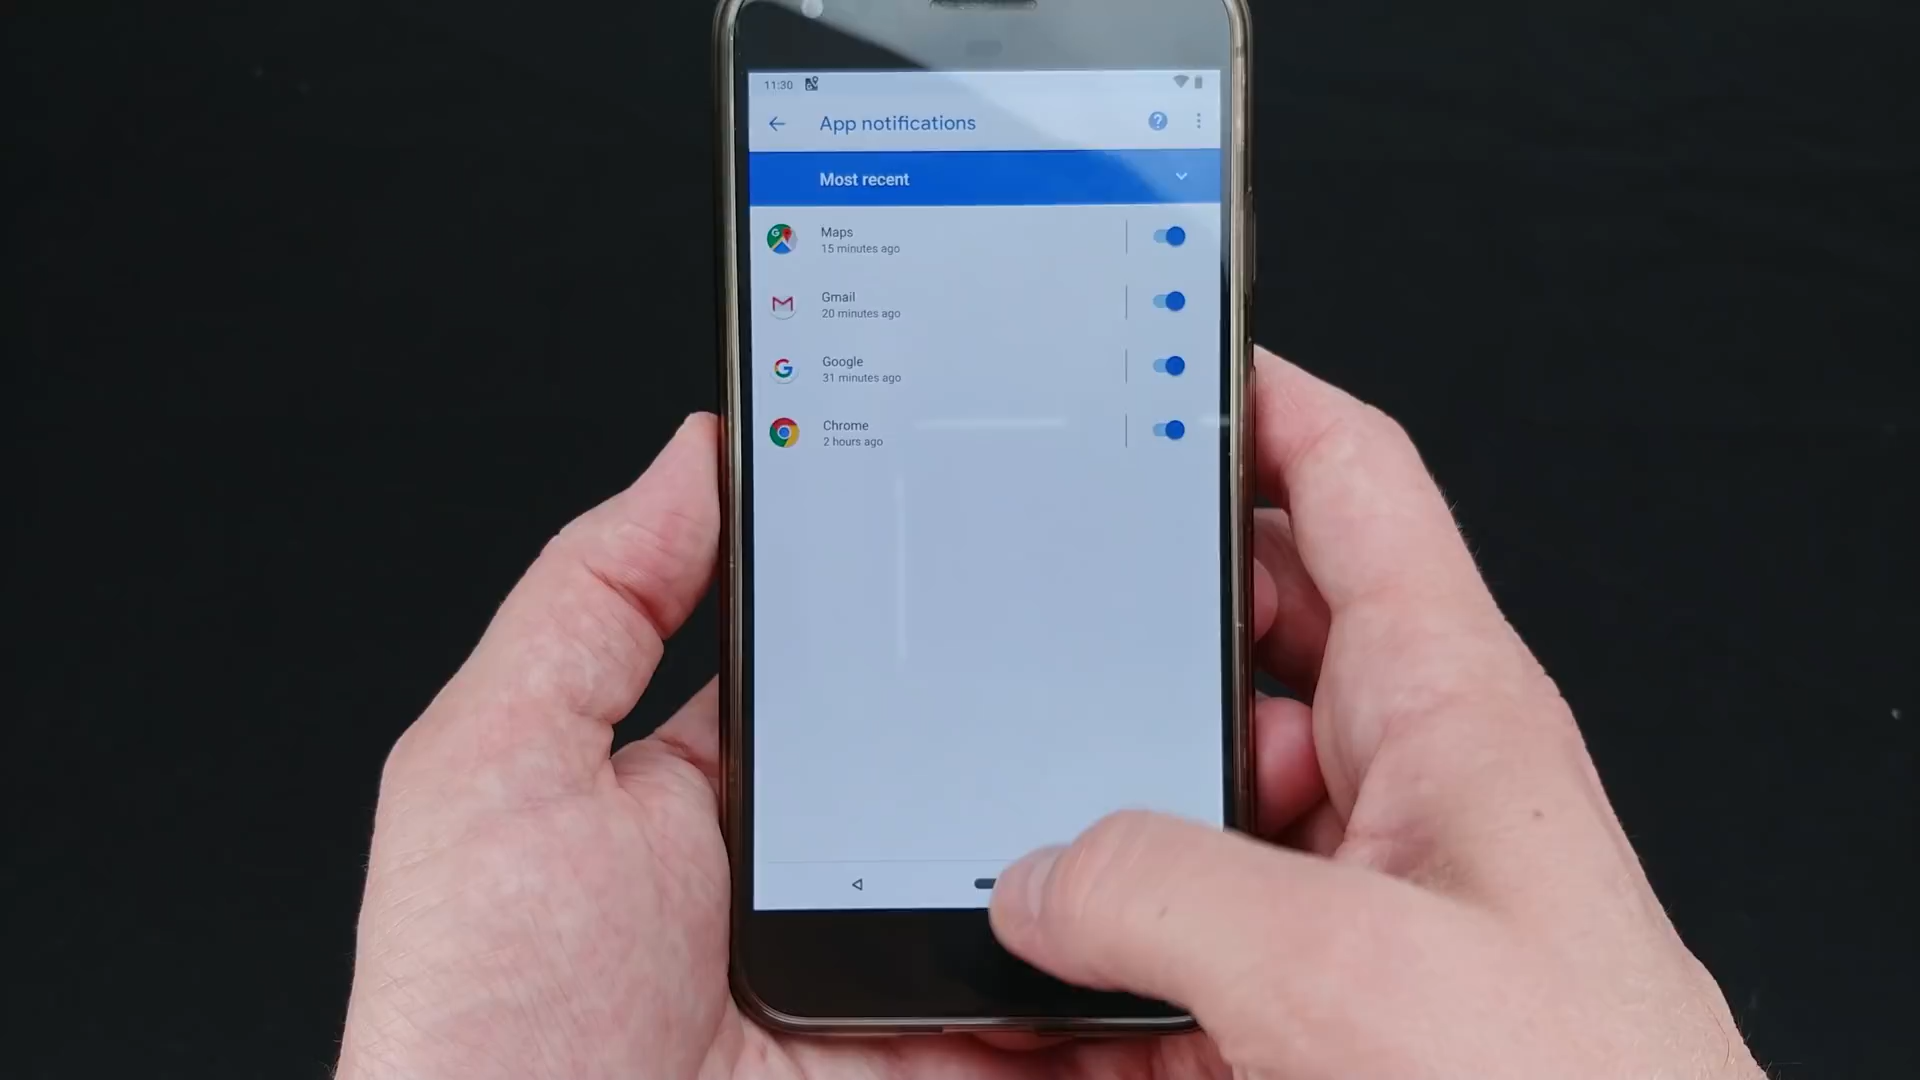 11:30
App notifications
Most recent
Maps
15 minutes ago
Gmail
20 minutes ago
Google
31 minutes ago
Chrome
2 hours ago